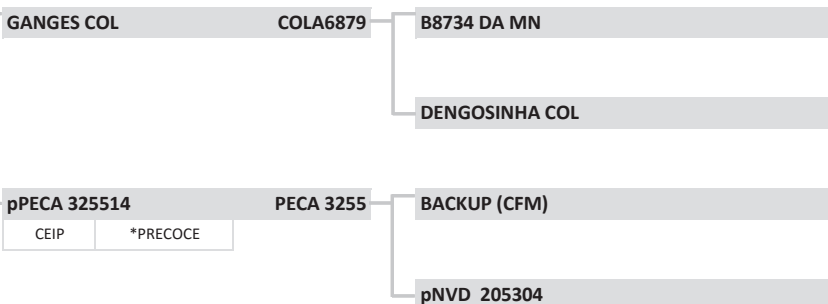 GANGES COL COLA6879 B8734 DA MN
DENGOSINHA COL
pPECA 325514 PECA 3255 BACKUP (CFM)
CEIP *PRECOCE
pNVD 205304